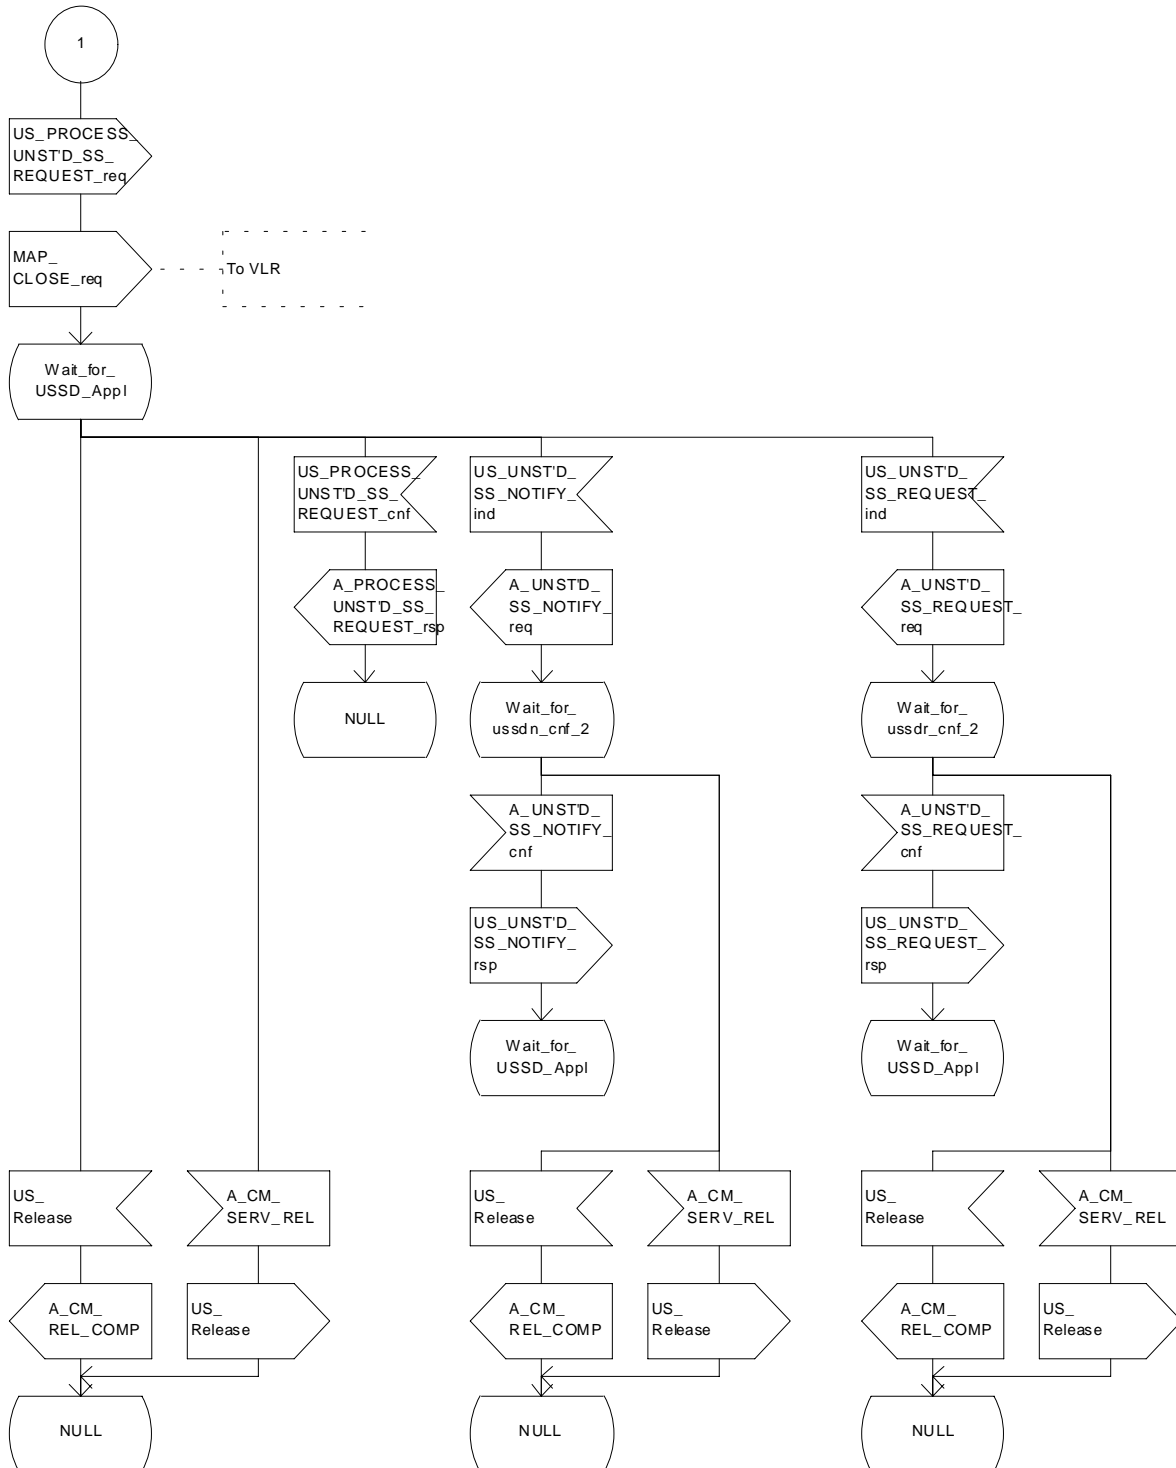 1
US_PROCESS_
UNST'D_SS_
REQUEST_req
MAP_
CLOSE_req
To VLR
Wait_for_
USSD_Appl
US_PROCESS_
UNST'D_SS_
REQUEST_cnf
US_UNST'D_
SS_NOTIFY_
ind
US_UNST'D_
SS_REQUEST_
ind
A_PROCESS_
UNST'D_SS_
REQUEST_rsp
A_UNST'D_
SS_NOTIFY_
req
A_UNST'D_
SS_REQUEST_
req
NULL
Wait_for_
ussdn_cnf_2
Wait_for_
ussdr_cnf_2
A_UNST'D_
SS_NOTIFY_
cnf
A_UNST'D_
SS_REQUEST_
cnf
US_UNST'D_
SS_NOTIFY_
rsp
US_UNST'D_
SS_REQUEST_
rsp
Wait_for_
USSD_Appl
Wait_for_
USSD_Appl
US_
Release
A_CM_
SERV_REL
US_
Release
A_CM_
SERV_REL
US_
Release
A_CM_
SERV_REL
A_CM_
REL_COMP
US_
Release
A_CM_
REL_COMP
US_
Release
A_CM_
REL_COMP
US_
Release
NULL
NULL
NULL